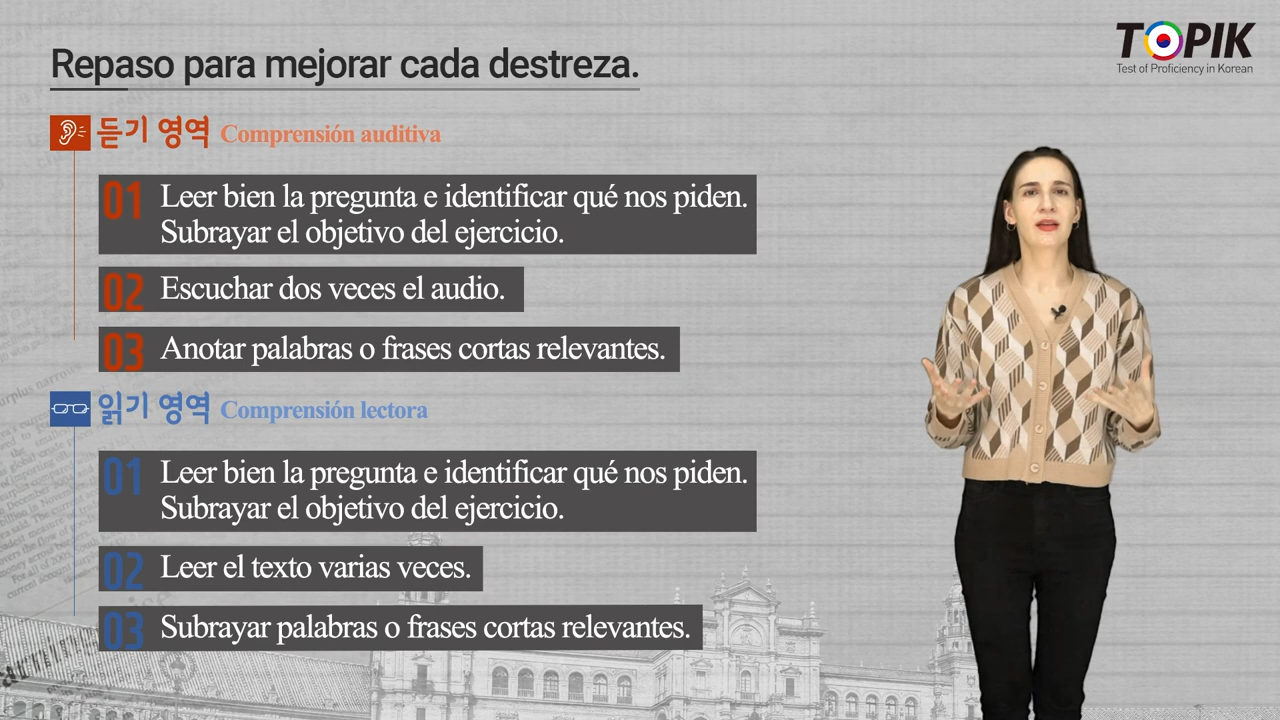 Repaso para mejorar cada destreza.
TOPIK
Test of Proficiency in Korean
듣기 영역 Comprensión auditiva
01 Leer bien la pregunta e identificar qué nos piden.
Subrayar el objetivo del ejercicio.
02 Escuchar dos veces el audio.
03 Anotar palabras o frases cortas relevantes.
읽기 영역 Comprensión lectora
01 Leer bien la pregunta e identificar qué nos piden.
Subrayar el objetivo del ejercicio.
02 Leer el texto varias veces.
03 Subrayar palabras o frases cortas relevantes.